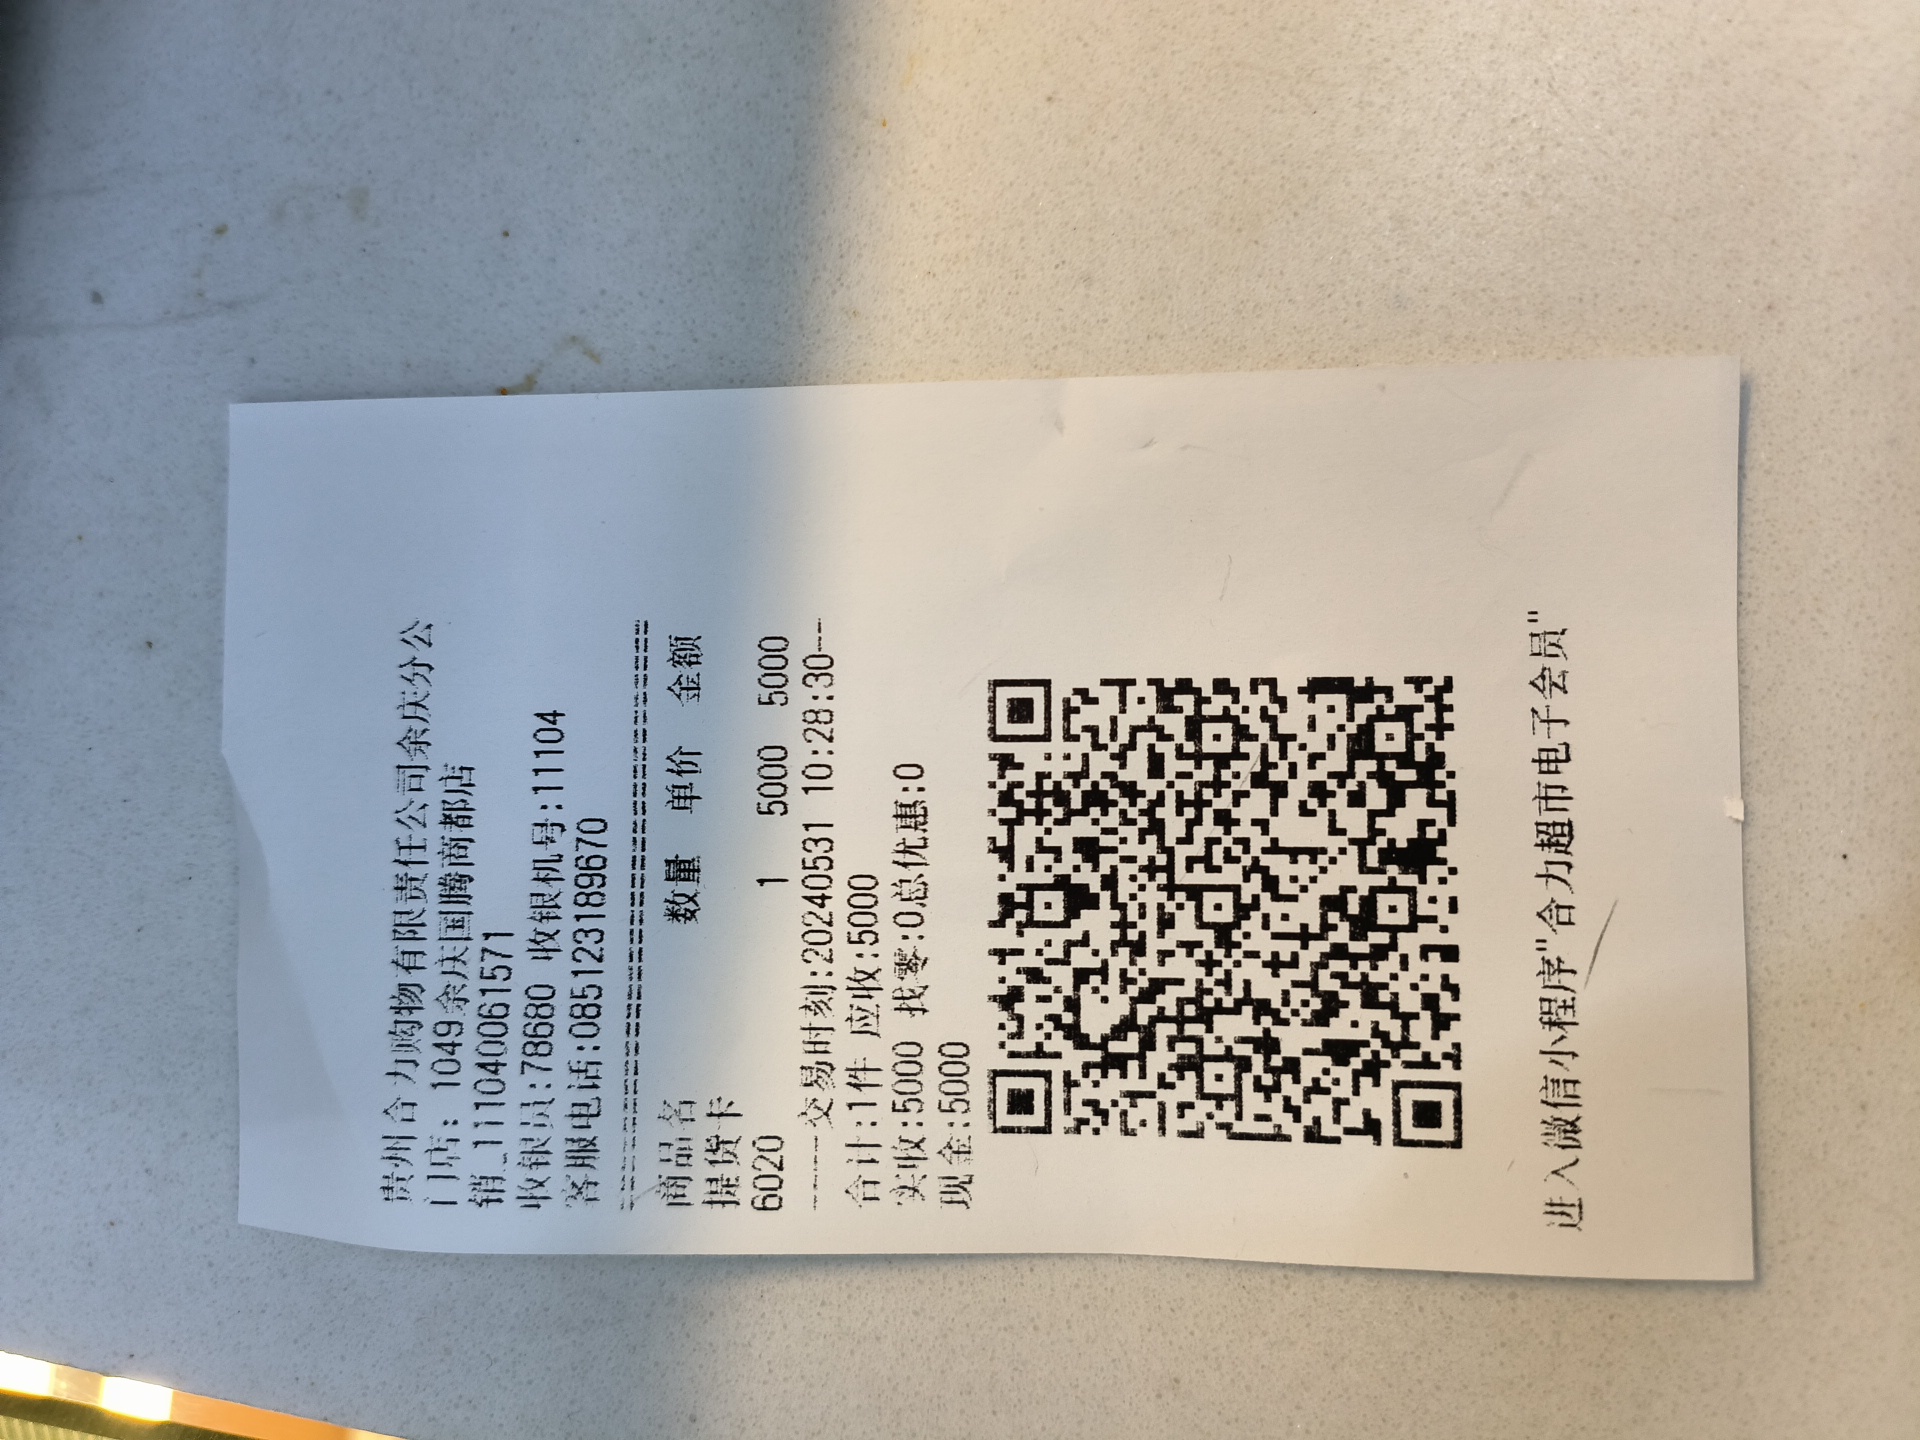 贵州合力购物有限责任公司余庆分公
门店: 1049余庆国腾商都店
销_111040061571
收银员:78680 收银机号:11104
客服电话:085123189670
================================
商品名 数量 单价 金额
提货卡
6020 1 5000 5000
-----交易时刻:20240531 10:28:30---
合计:1件 应收:5000
实收:5000 找零:0总优惠:0
现金:5000
进入微信小程序"合力超市电子会员"